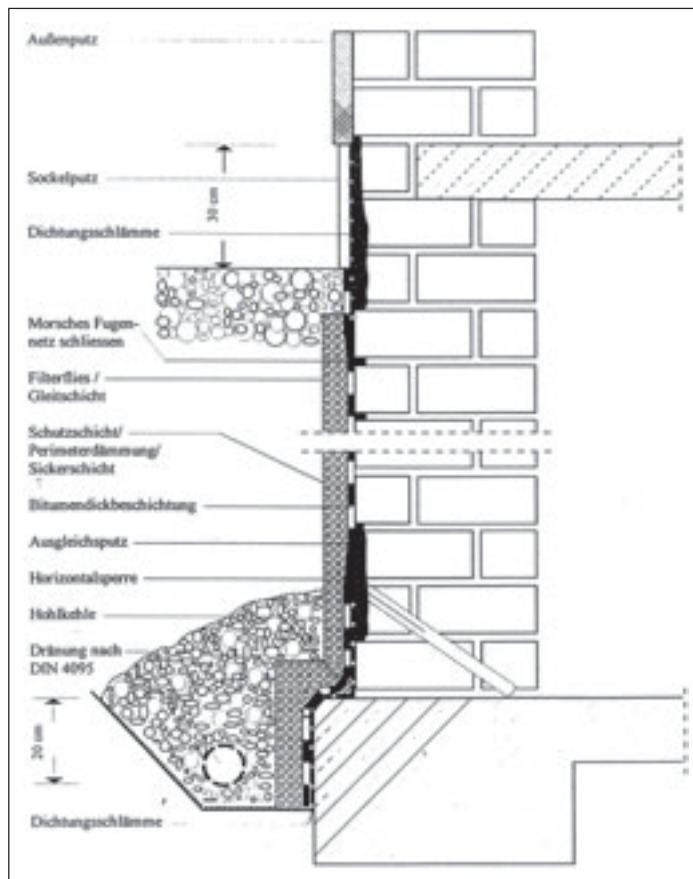 Außenputz
Sockelputz
30 cm
Dichtungsschlämme
Morsches Fugen-
netz schliessen
Filterflies /
Gleitschicht
Schutzschicht/
Perimeterdämmung/
Sickerschicht
Bitumendickbeschichtung
Ausgleichsputz
Horizontalsperre
Hohlkehle
Dränung nach
DIN 4095
20 cm
Dichtungsschlämme